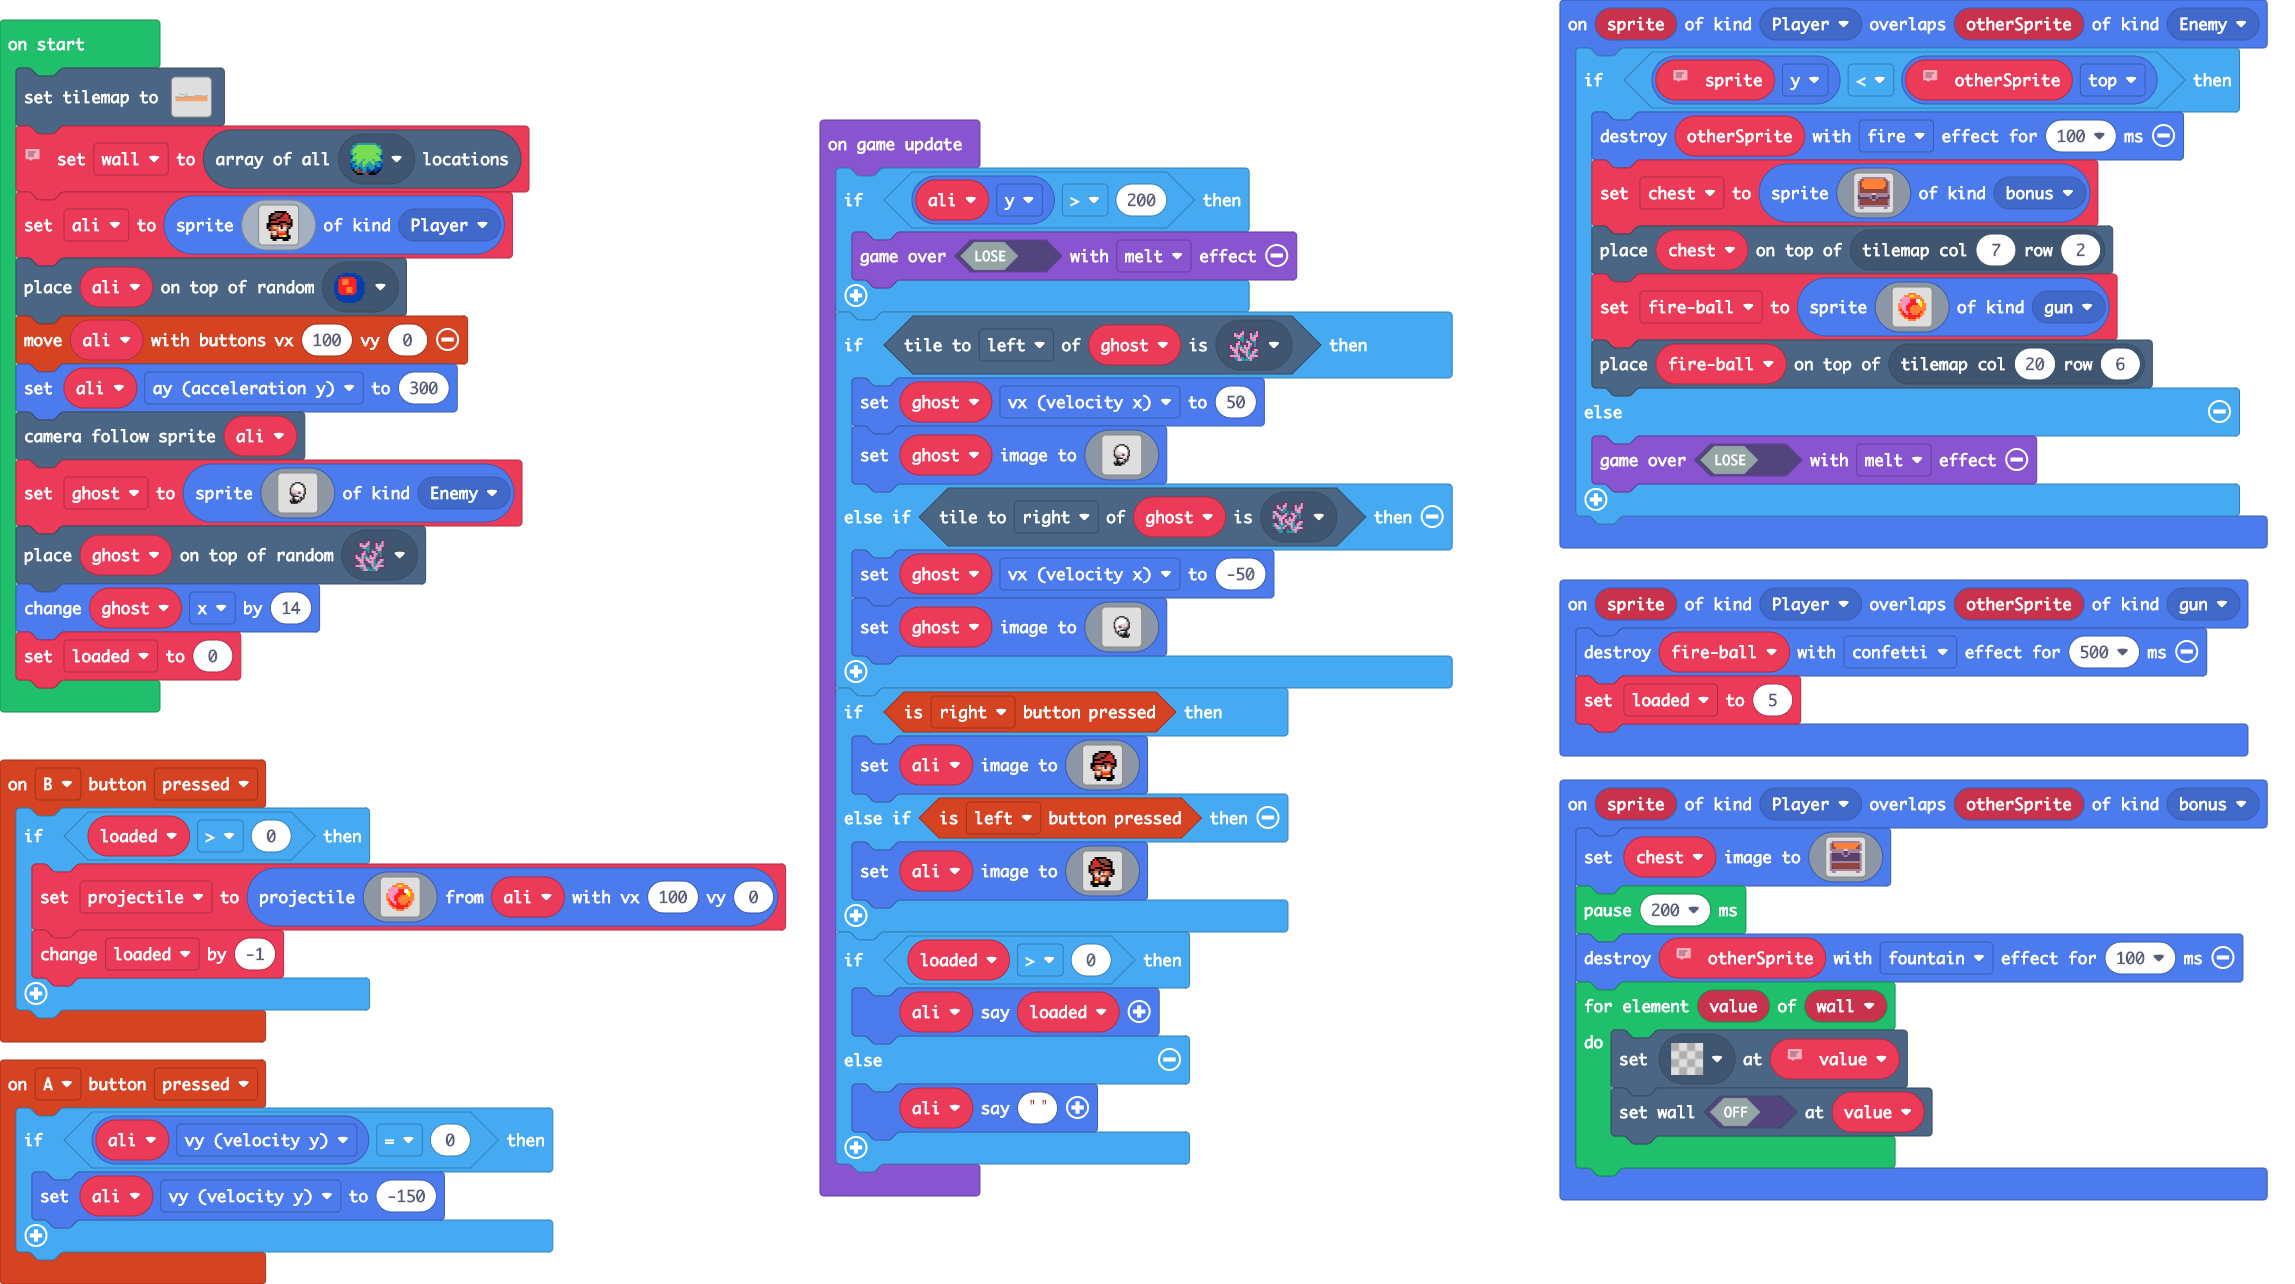 on start
set tilemap to
set wall to array of all locations
set ali to sprite of kind Player
place ali on top of random
move ali with buttons vx 100 vy 0
set ali ay (acceleration y) to 300
camera follow sprite ali
set ghost to sprite of kind Enemy
place ghost on top of random
change ghost x by 14
set loaded to 0
on B button pressed
if loaded > 0 then
set projectile to projectile from ali with vx 100 vy 0
change loaded by -1
on A button pressed
if ali vy (velocity y) = 0 then
set ali vy (velocity y) to -150
on game update
if ali y > 200 then
game over LOSE with melt effect
if tile to left of ghost is then
set ghost vx (velocity x) to 50
set ghost image to
else if tile to right of ghost is then
set ghost vx (velocity x) to -50
set ghost image to
if is right button pressed then
set ali image to
else if is left button pressed then
set ali image to
if loaded > 0 then
ali say loaded
else
ali say " "
on sprite of kind Player overlaps otherSprite of kind Enemy
if sprite y < otherSprite top then
destroy otherSprite with fire effect for 100 ms
set chest to sprite of kind bonus
place chest on top of tilemap col 7 row 2
set fire-ball to sprite of kind gun
place fire-ball on top of tilemap col 20 row 6
else
game over LOSE with melt effect
on sprite of kind Player overlaps otherSprite of kind gun
destroy fire-ball with confetti effect for 500 ms
set loaded to 5
on sprite of kind Player overlaps otherSprite of kind bonus
set chest image to
pause 200 ms
destroy otherSprite with fountain effect for 100 ms
for element value of wall
do set at value
set wall OFF at value